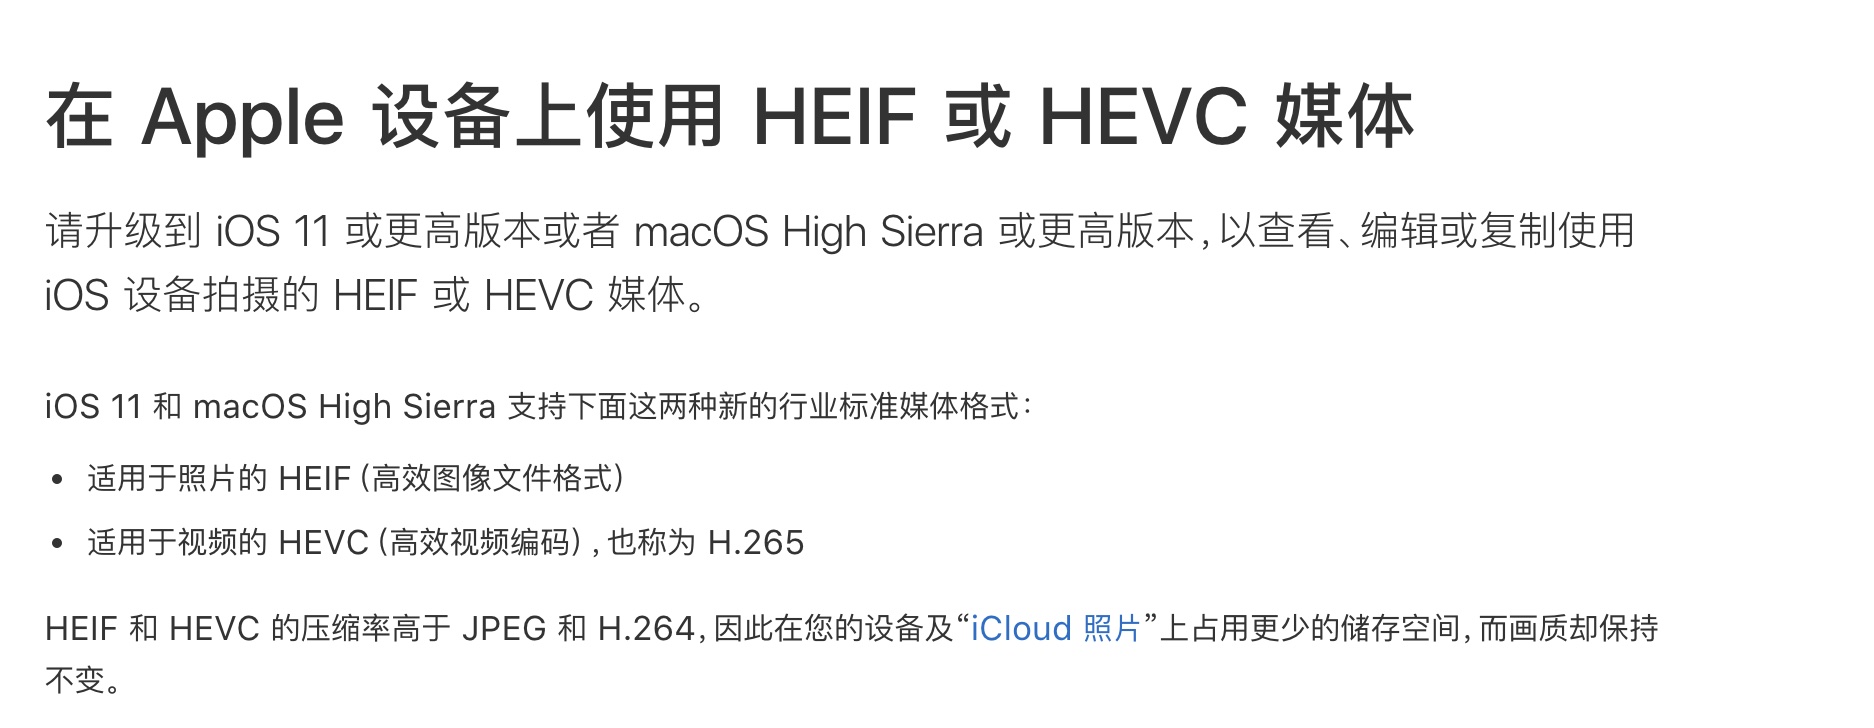 在 Apple 设备上使用 HEIF 或 HEVC 媒体
请升级到 iOS 11 或更高版本或者 macOS High Sierra 或更高版本，以查看、编辑或复制使用
iOS 设备拍摄的 HEIF 或 HEVC 媒体。
iOS 11 和 macOS High Sierra 支持下面这两种新的行业标准媒体格式：
• 适用于照片的 HEIF（高效图像文件格式）
• 适用于视频的 HEVC（高效视频编码），也称为 H.265
HEIF 和 HEVC 的压缩率高于 JPEG 和 H.264，因此在您的设备及“iCloud 照片”上占用更少的储存空间，而画质却保持
不变。